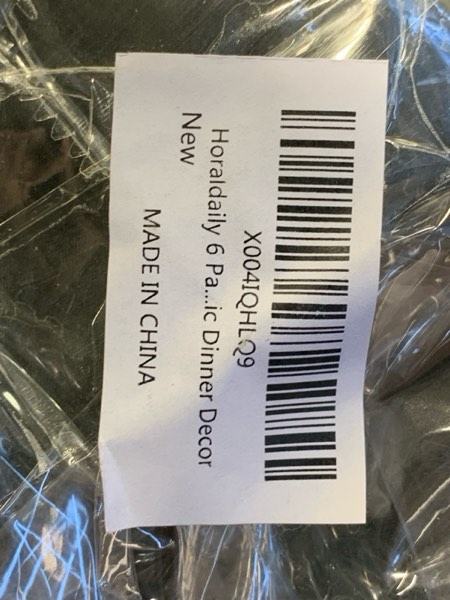 X004IQHLQ9
Horaldaily 6 Pa...ic Dinner Decor
New
MADE IN CHINA